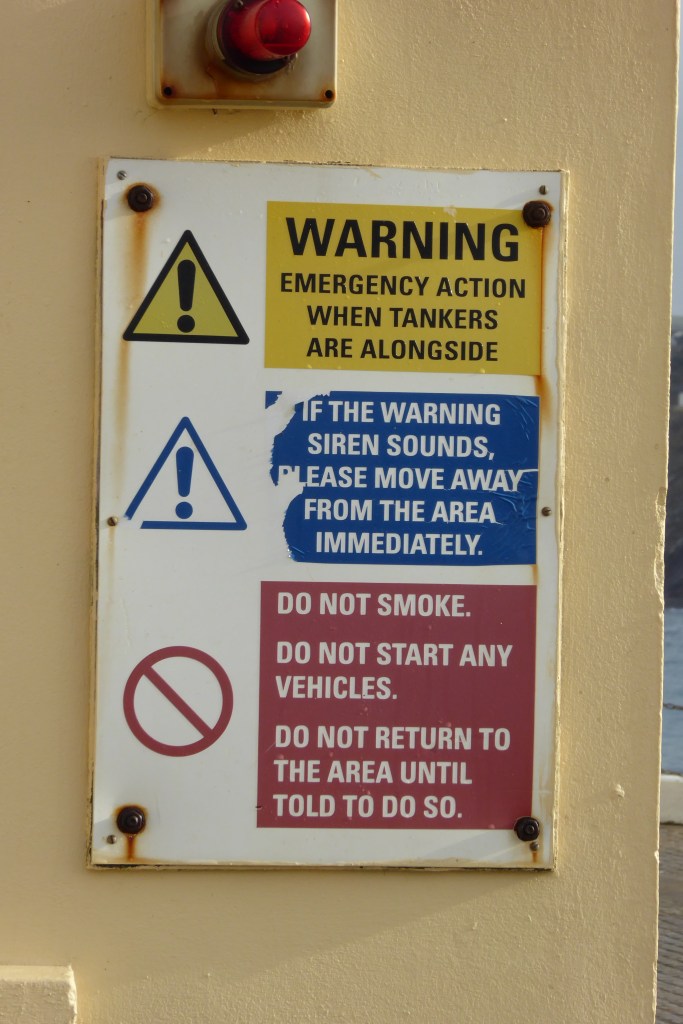 WARNING
EMERGENCY ACTION
WHEN TANKERS
ARE ALONGSIDE
IF THE WARNING
SIREN SOUNDS,
PLEASE MOVE AWAY
FROM THE AREA
IMMEDIATELY.
DO NOT SMOKE.
DO NOT START ANY
VEHICLES.
DO NOT RETURN TO
THE AREA UNTIL
TOLD TO DO SO.